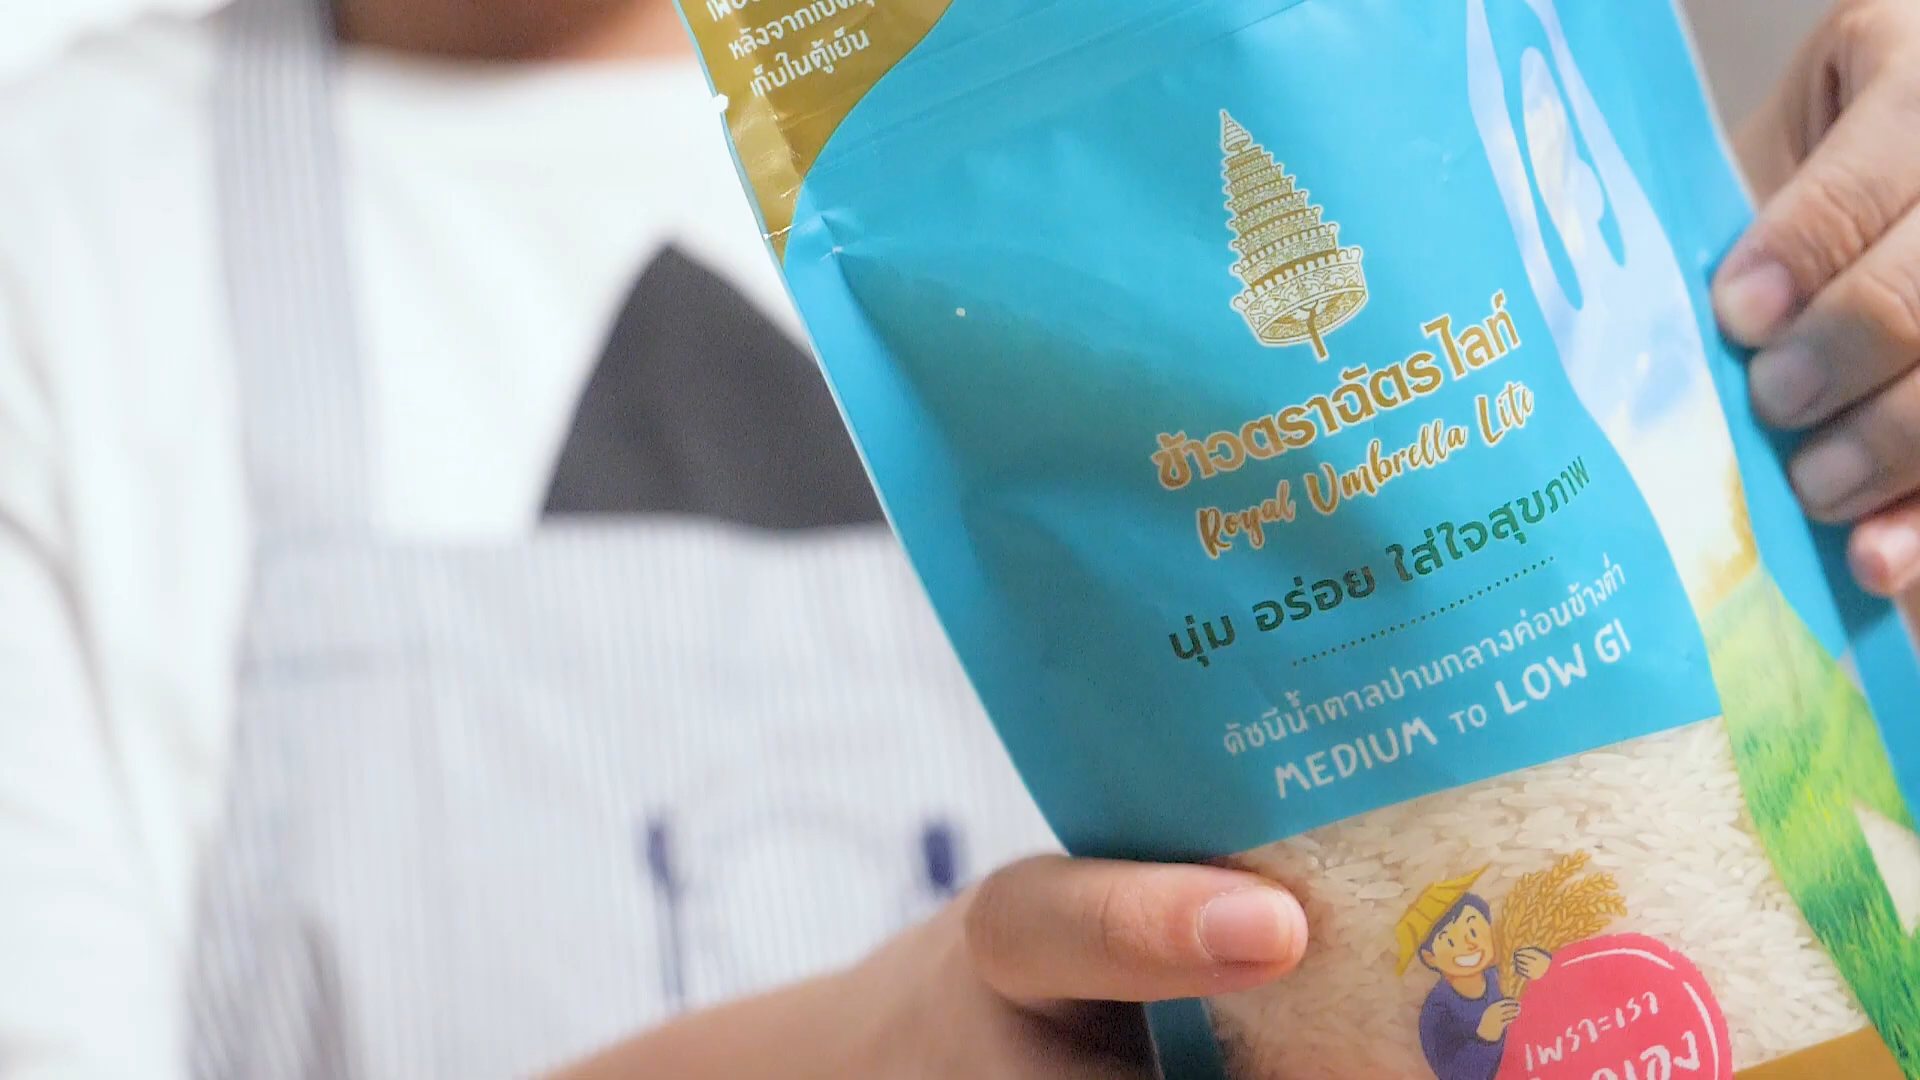 หลังจากเปิดถุง
เก็บในตู้เย็น
ข้าวตราฉัตรไลท์
Royal Umbrella Lite
นุ่ม อร่อย ใส่ใจสุขภาพ
ดัชนีน้ำตาลปานกลางค่อนข้างต่ำ
MEDIUM TO LOW GI
เพราะเรา